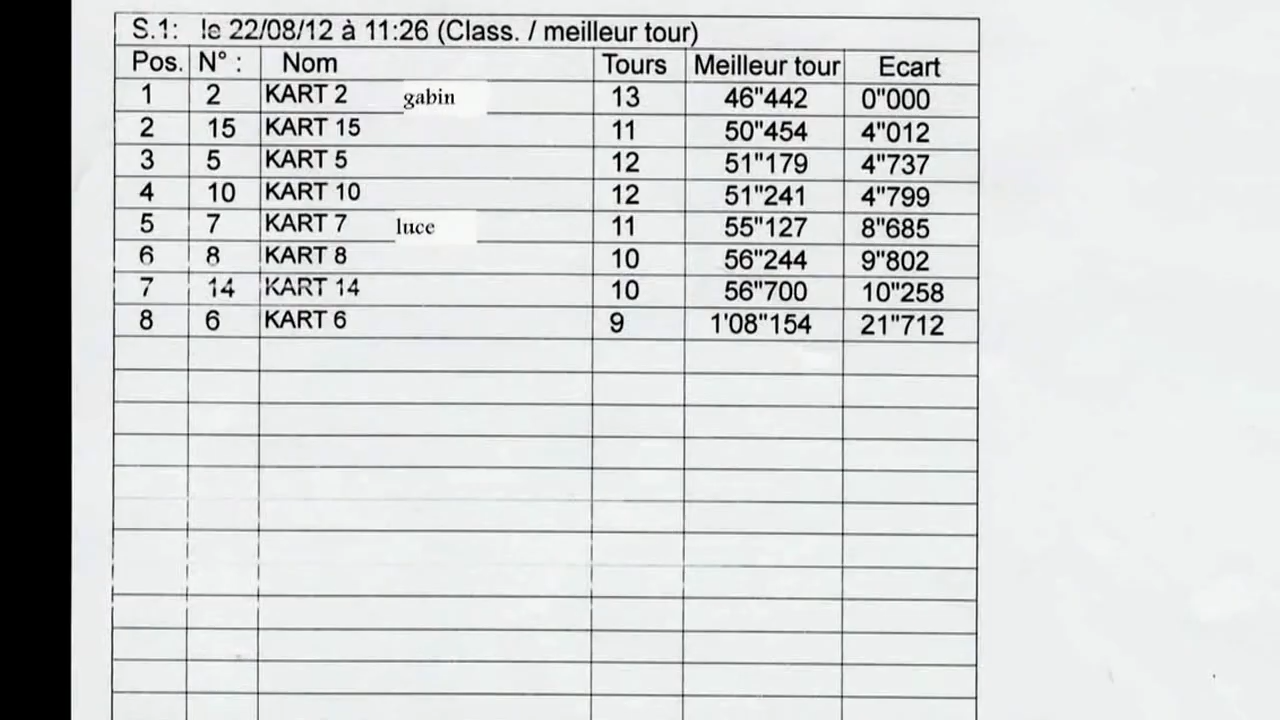 S.1: le 22/08/12 à 11:26 (Class. / meilleur tour)
Pos. N° : Nom Tours Meilleur tour Ecart
1 2 KART 2 gabin 13 46"442 0"000
2 15 KART 15 11 50"454 4"012
3 5 KART 5 12 51"179 4"737
4 10 KART 10 12 51"241 4"799
5 7 KART 7 luce 11 55"127 8"685
6 8 KART 8 10 56"244 9"802
7 14 KART 14 10 56"700 10"258
8 6 KART 6 9 1'08"154 21"712